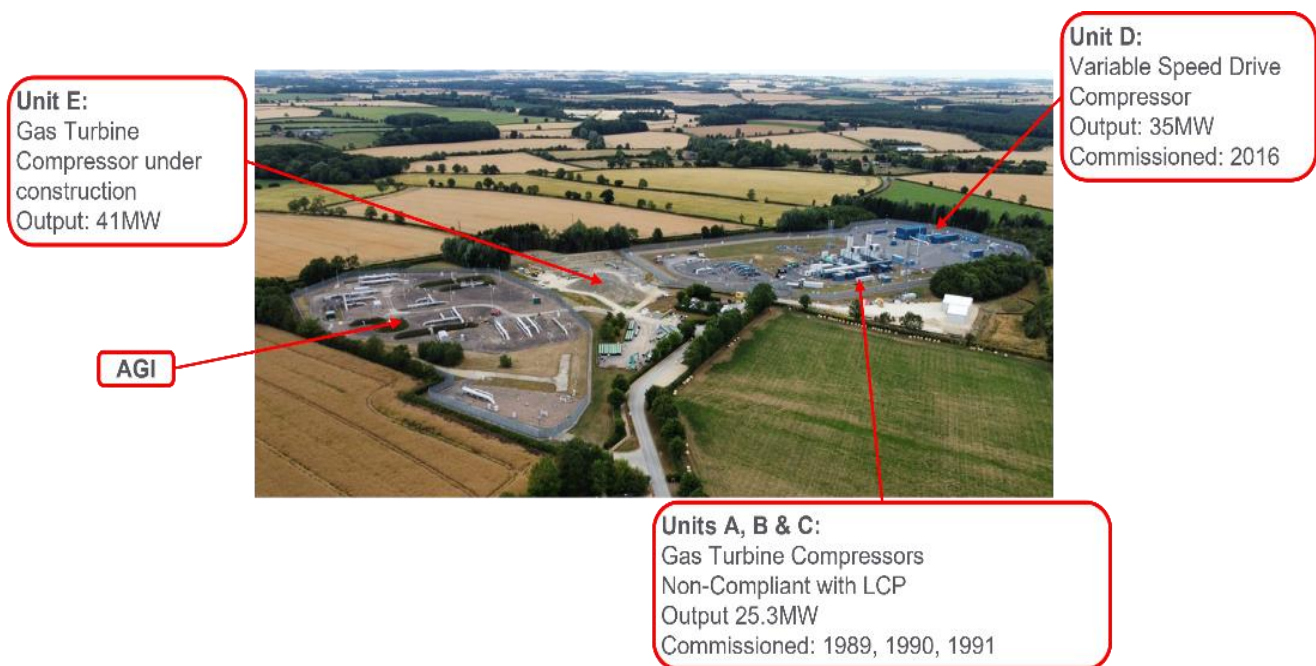 Unit D:
Variable Speed Drive
Compressor
Output: 35MW
Commissioned: 2016
Unit E:
Gas Turbine
Compressor under
construction
Output: 41MW
AGI
Units A, B & C:
Gas Turbine Compressors
Non-Compliant with LCP
Output 25.3MW
Commissioned: 1989, 1990, 1991